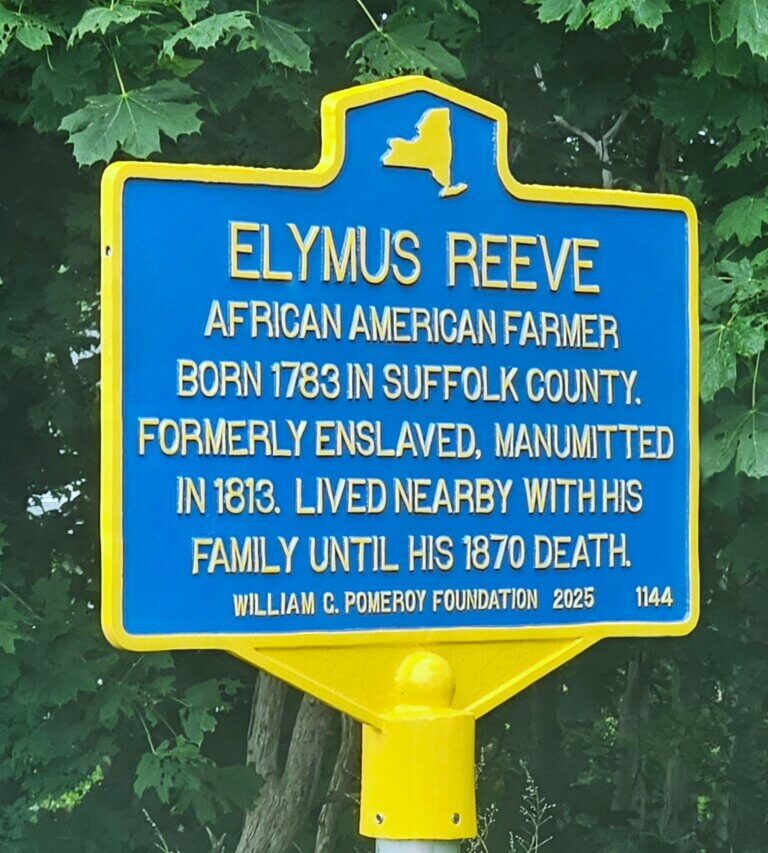 ELYMUS REEVE
AFRICAN AMERICAN FARMER
BORN 1783 IN SUFFOLK COUNTY.
FORMERLY ENSLAVED, MANUMITTED
IN 1813. LIVED NEARBY WITH HIS
FAMILY UNTIL HIS 1870 DEATH.
WILLIAM G. POMEROY FOUNDATION 2025 1144